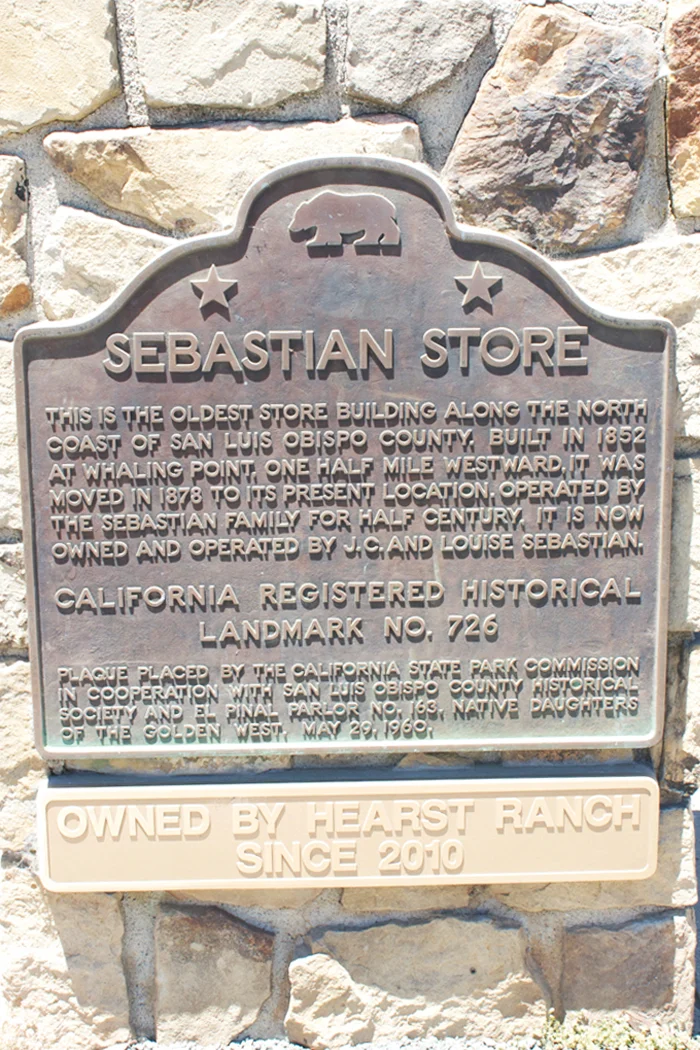 SEBASTIAN STORE
THIS IS THE OLDEST STORE BUILDING ALONG THE NORTH
COAST OF SAN LUIS OBISPO COUNTY. BUILT IN 1852
AT WHALING POINT, ONE HALF MILE WESTWARD, IT WAS
MOVED IN 1878 TO ITS PRESENT LOCATION. OPERATED BY
THE SEBASTIAN FAMILY FOR HALF CENTURY, IT IS NOW
OWNED AND OPERATED BY J.C. AND LOUISE SEBASTIAN.
CALIFORNIA REGISTERED HISTORICAL
LANDMARK NO. 726
PLAQUE PLACED BY THE CALIFORNIA STATE PARK COMMISSION
IN COOPERATION WITH SAN LUIS OBISPO COUNTY HISTORICAL
SOCIETY AND EL PINAL PARLOR NO. 163, NATIVE DAUGHTERS
OF THE GOLDEN WEST, MAY 29, 1960.
OWNED BY HEARST RANCH
SINCE 2010